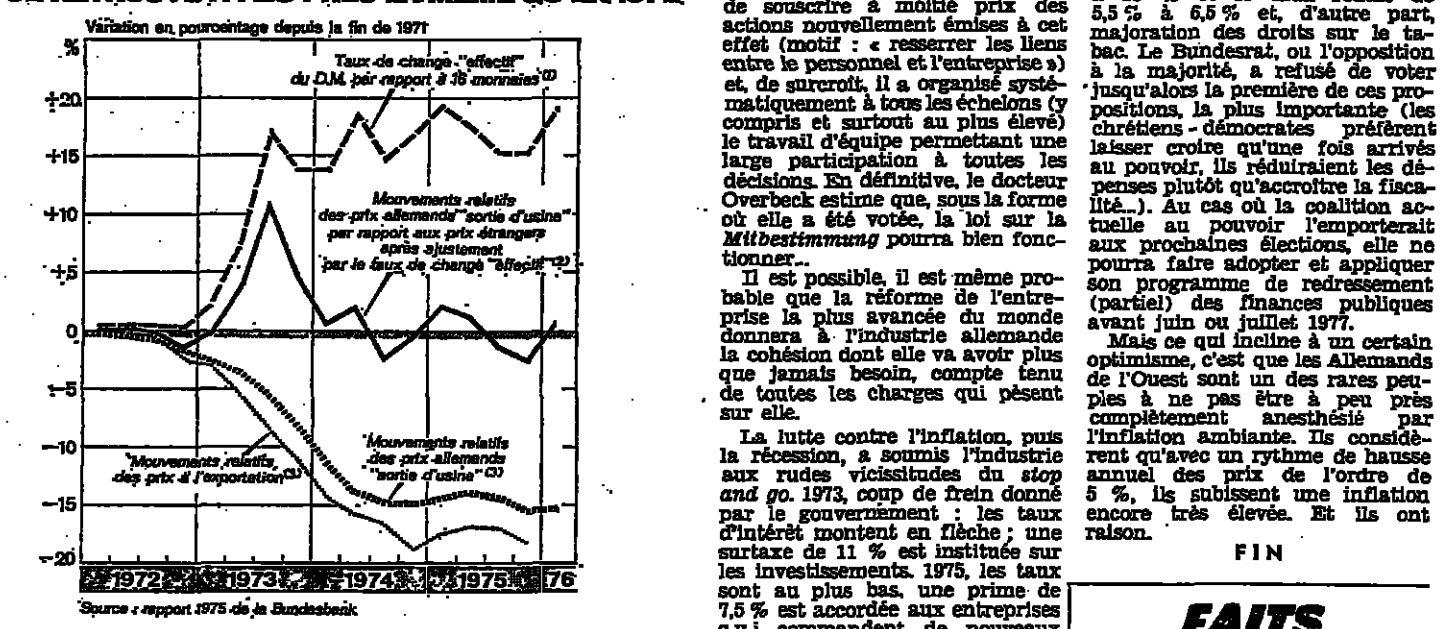 Variation en pourcentage depuis la fin de 1971
%
Taux de change "effectif"
du D.M. par rapport à 16 monnaies (1)
+20
+15
+10
+5
0
-5
-10
-15
-20
Mouvements relatifs
des prix allemands "sortie d'usine"
par rapport aux prix étrangers
après ajustement
par le taux de change "effectif" (2)
Mouvements relatifs
des prix à l'exportation (3)
Mouvements relatifs
des prix allemands
"sortie d'usine" (3)
1972 1973 1974 1975 76
Source : rapport 1975 de la Bundesbank
de souscrire à moitié prix des
actions nouvellement émises à cet
effet (motif : « resserrer les liens
entre le personnel et l'entreprise »)
et, de surcroît, il a organisé systé-
matiquement à tous les échelons (y
compris et surtout au plus élevé)
le travail d'équipe permettant une
large participation à toutes les
décisions. En définitive, le docteur
Overbeck estime que, sous la forme
où elle a été votée, la loi sur la
Mitbestimmung pourra bien fonc-
tionner...
Il est possible, il est même pro-
bable que la réforme de l'entre-
prise la plus avancée du monde
donnera à l'industrie allemande
la cohésion dont elle va avoir plus
que jamais besoin, compte tenu
de toutes les charges qui pèsent
sur elle.
La lutte contre l'inflation, puis
la récession, a soumis l'industrie
aux rudes vicissitudes du stop
and go. 1973, coup de frein donné
par le gouvernement : les taux
d'intérêt montent en flèche ; une
surtaxe de 11 % est instituée sur
les investissements. 1975, les taux
sont au plus bas, une prime de
7,5 % est accordée aux entreprises
qui commandent de nouveaux
5,5 % à 6,5 % et, d'autre part,
majoration des droits sur le ta-
bac. Le Bundesrat, où l'opposition
à la majorité, a refusé de voter
jusqu'alors la première de ces pro-
positions, la plus importante (les
chrétiens-démocrates préfèrent
laisser croire qu'une fois arrivés
au pouvoir, ils réduiraient les dé-
penses plutôt qu'accroître la fisca-
lité...). Au cas où la coalition ac-
tuelle au pouvoir l'emporterait
aux prochaines élections, elle ne
pourra faire adopter et appliquer
son programme de redressement
(partiel) des finances publiques
avant juin ou juillet 1977.
Mais ce qui incline à un certain
optimisme, c'est que les Allemands
de l'Ouest sont un des rares peu-
ples à ne pas être à peu près
complètement anesthésié par
l'inflation ambiante. Ils considè-
rent qu'avec un rythme de hausse
annuel des prix de l'ordre de
5 %, ils subissent une inflation
encore très élevée. Et ils ont
raison.
FIN
FAITS